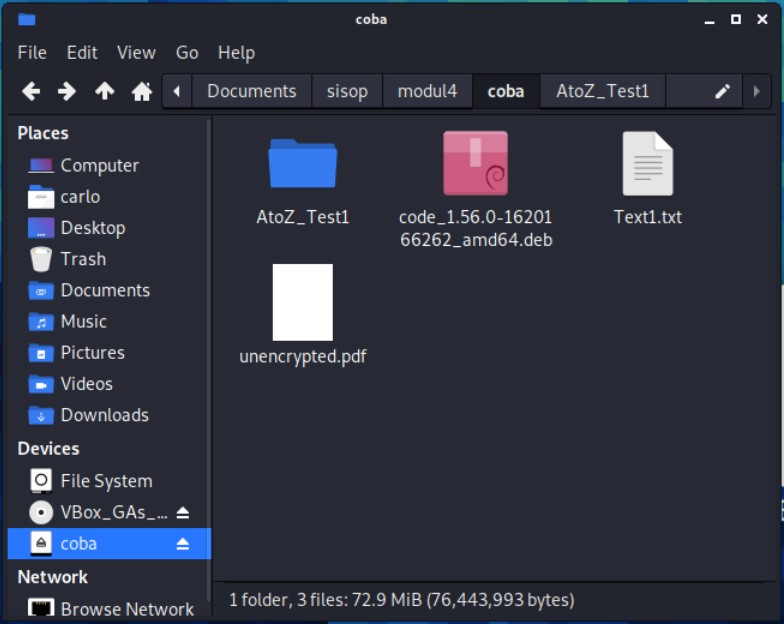 coba
File Edit View Go Help
Documents sisop modul4 coba AtoZ_Test1
Places
Computer
carlo
Desktop
Trash
Documents
Music
Pictures
Videos
Downloads
Devices
File System
VBox_GAs_...
coba
Network
Browse Network
AtoZ_Test1
code_1.56.0-16201
66262_amd64.deb
Text1.txt
unencrypted.pdf
1 folder, 3 files: 72.9 MiB (76,443,993 bytes)